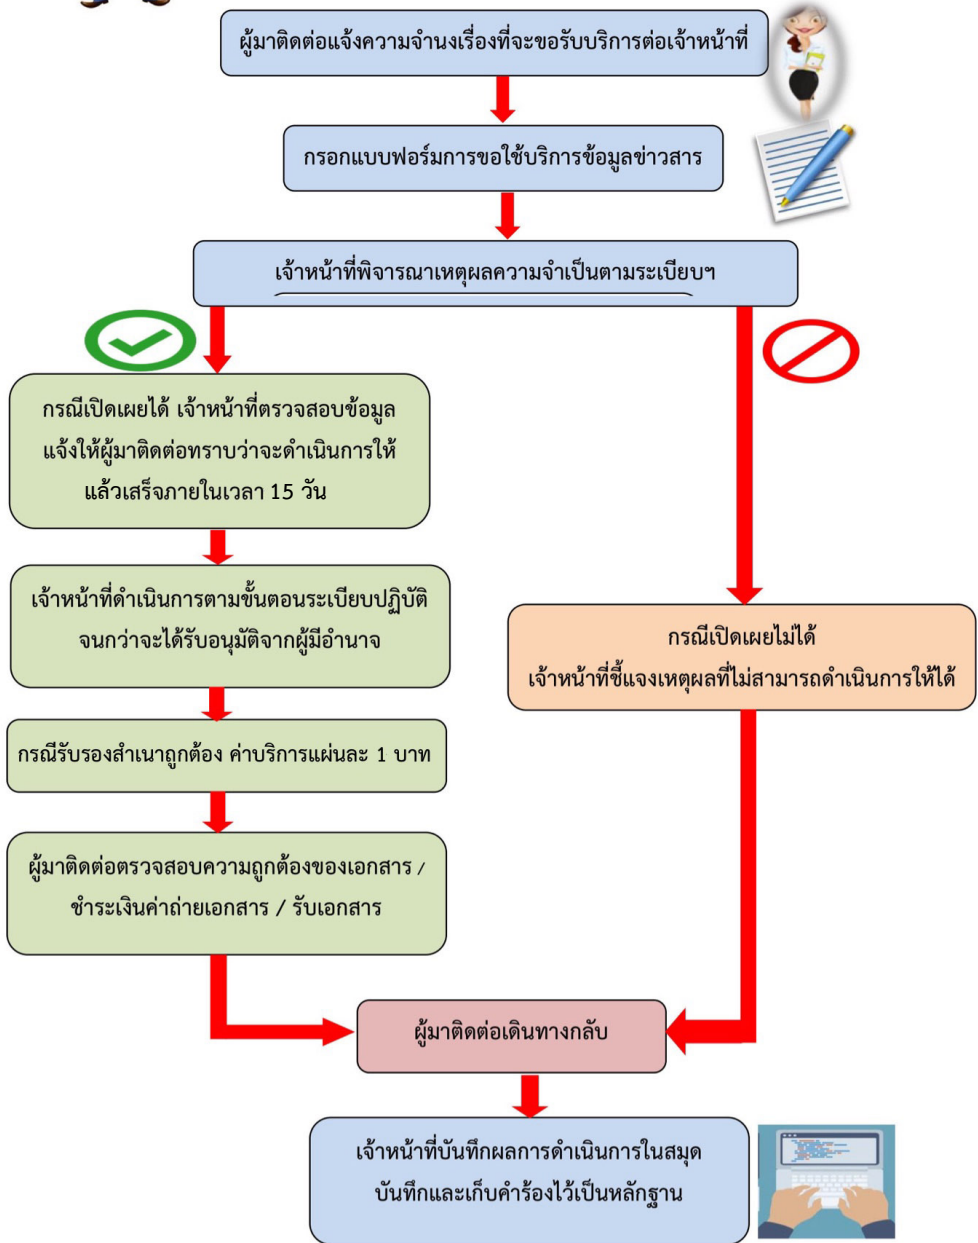 ผู้มาติดต่อแจ้งความจำนงเรื่องที่จะขอรับบริการต่อเจ้าหน้าที่
กรอกแบบฟอร์มการขอใช้บริการข้อมูลข่าวสาร
เจ้าหน้าที่พิจารณาเหตุผลความจำเป็นตามระเบียบฯ
กรณีเปิดเผยได้ เจ้าหน้าที่ตรวจสอบข้อมูล
แจ้งให้ผู้มาติดต่อทราบว่าจะดำเนินการให้
แล้วเสร็จภายในเวลา 15 วัน
เจ้าหน้าที่ดำเนินการตามขั้นตอนระเบียบปฏิบัติ
จนกว่าจะได้รับอนุมัติจากผู้มีอำนาจ
กรณีเปิดเผยไม่ได้
เจ้าหน้าที่ชี้แจงเหตุผลที่ไม่สามารถดำเนินการให้ได้
กรณีรับรองสำเนาถูกต้อง ค่าบริการแผ่นละ 1 บาท
ผู้มาติดต่อตรวจสอบความถูกต้องของเอกสาร /
ชำระเงินค่าถ่ายเอกสาร / รับเอกสาร
ผู้มาติดต่อเดินทางกลับ
เจ้าหน้าที่บันทึกผลการดำเนินการในสมุด
บันทึกและเก็บคำร้องไว้เป็นหลักฐาน